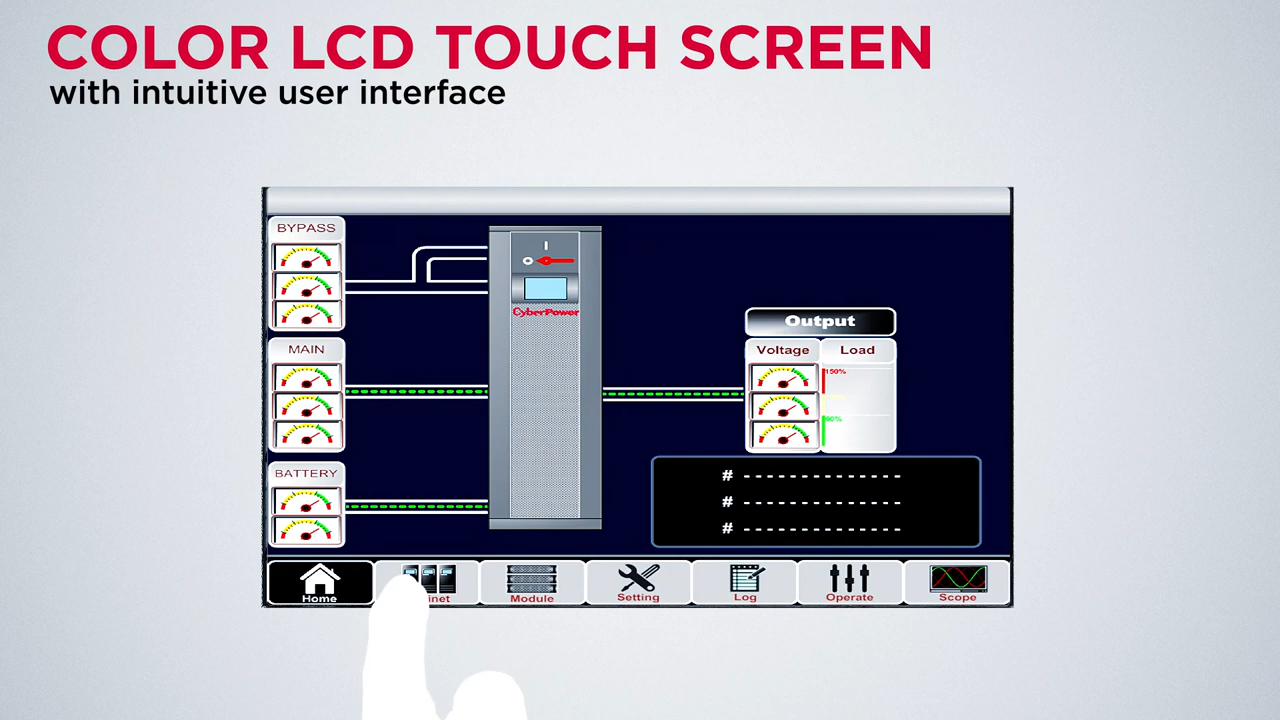 COLOR LCD TOUCH SCREEN
with intuitive user interface
BYPASS
I
O
CyberPower
Output
MAIN
Voltage Load
150%
BATTERY
# - - - - - - - - - - - - - -
# - - - - - - - - - - - - - -
# - - - - - - - - - - - - - -
Home inet Module Setting Log Operate Scope